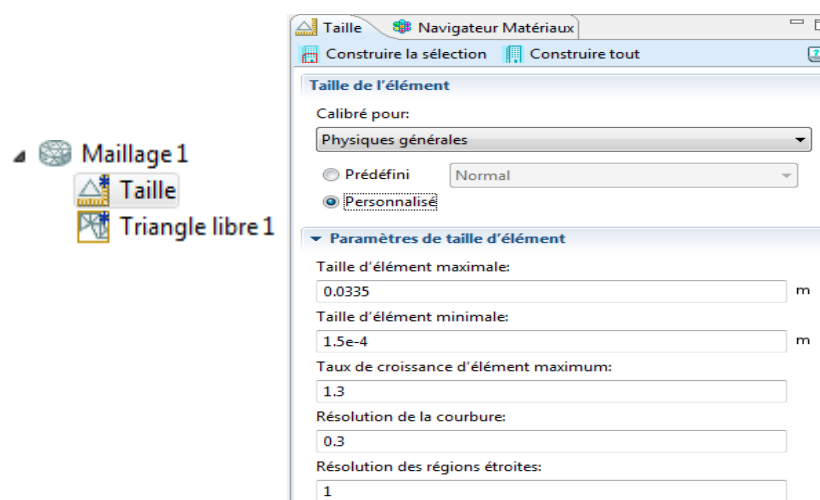 Maillage 1
Taille
Triangle libre 1
Taille
Navigateur Matériaux
Construire la sélection
Construire tout
Taille de l'élément
Calibré pour:
Physiques générales
Prédéfini
Normal
Personnalisé
Paramètres de taille d'élément
Taille d'élément maximale:
0.0335 m
Taille d'élément minimale:
1.5e-4 m
Taux de croissance d'élément maximum:
1.3
Résolution de la courbure:
0.3
Résolution des régions étroites:
1